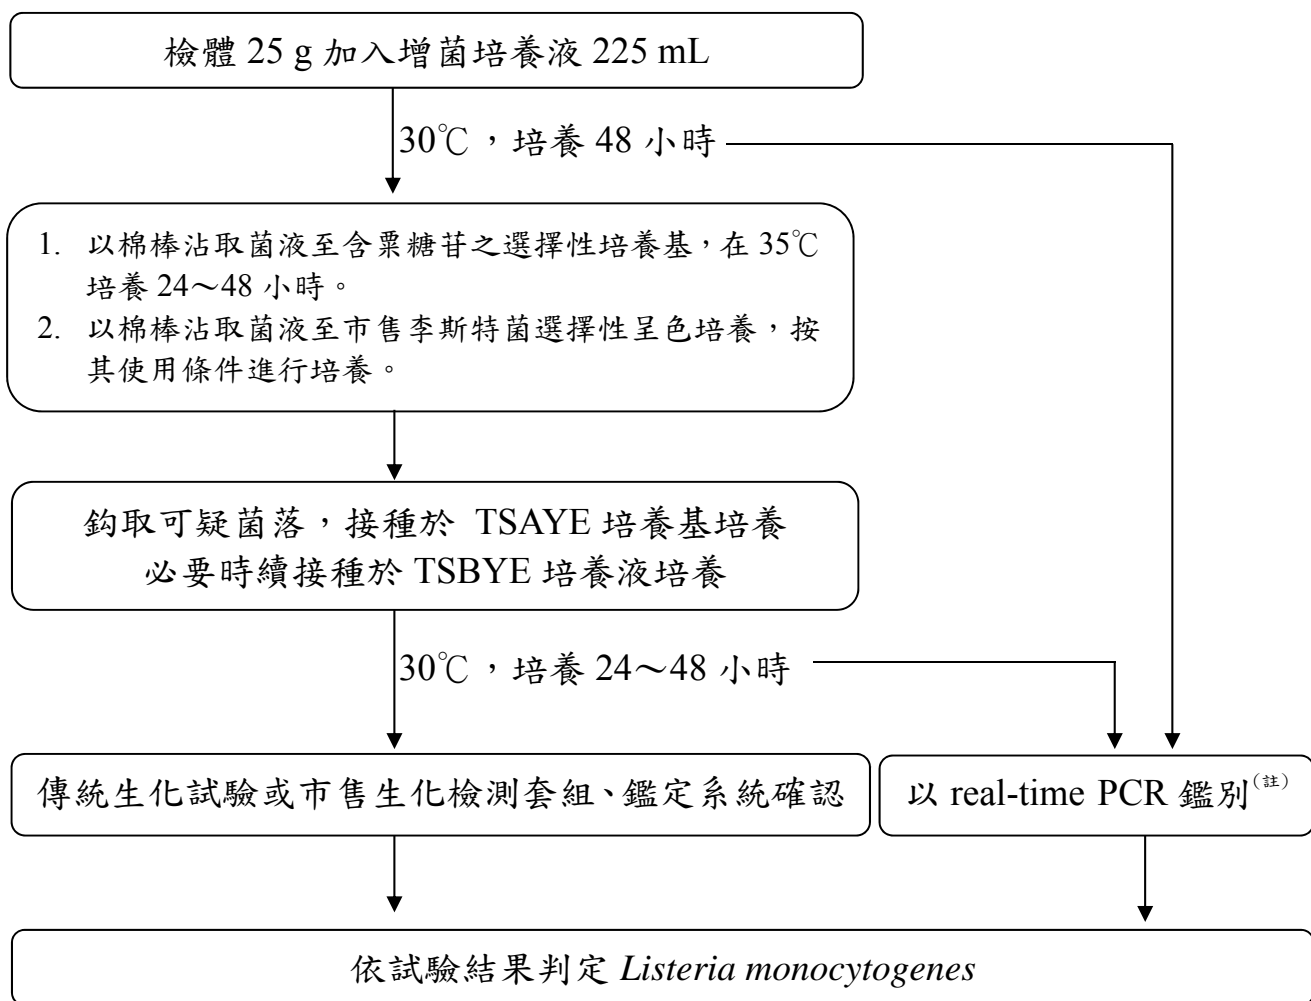 檢體 25 g 加入增菌培養液 225 mL
30℃，培養 48 小時
1. 以棉棒沾取菌液至含粟糖苷之選擇性培養基，在 35℃
培養 24～48 小時。
2. 以棉棒沾取菌液至市售李斯特菌選擇性呈色培養，按
其使用條件進行培養。
鈎取可疑菌落，接種於 TSAYE 培養基培養
必要時續接種於 TSBYE 培養液培養
30℃，培養 24～48 小時
傳統生化試驗或市售生化檢測套組、鑑定系統確認
以 real-time PCR 鑑別(註)
依試驗結果判定 Listeria monocytogenes